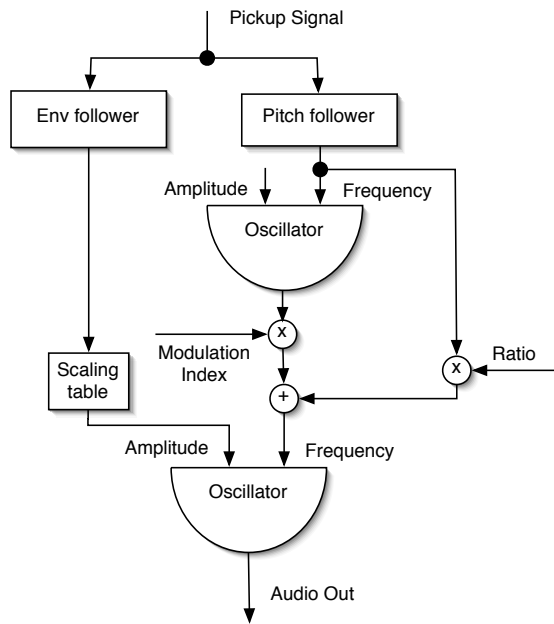 Pickup Signal
Env follower
Pitch follower
Amplitude
Frequency
Oscillator
x
Modulation
Index
x
Ratio
Scaling
table
+
Amplitude
Frequency
Oscillator
Audio Out